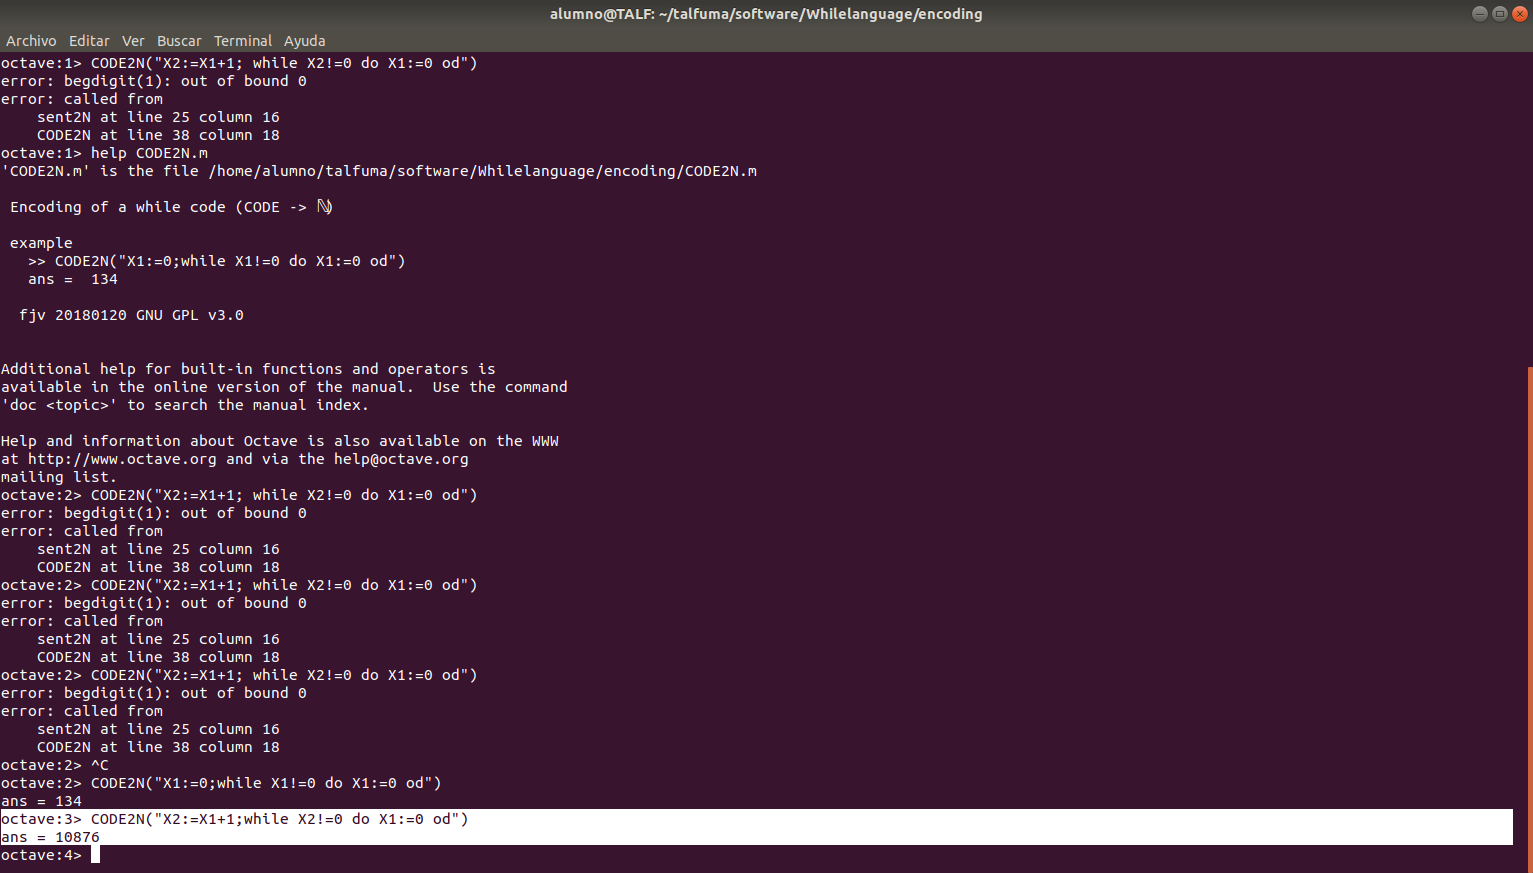 alumno@TALF: ~/talfuma/software/Whilelanguage/encoding
Archivo Editar Ver Buscar Terminal Ayuda
octave:1> CODE2N("X2:=X1+1; while X2!=0 do X1:=0 od")
error: begdigit(1): out of bound 0
error: called from
    sent2N at line 25 column 16
    CODE2N at line 38 column 18
octave:1> help CODE2N.m
'CODE2N.m' is the file /home/alumno/talfuma/software/Whilelanguage/encoding/CODE2N.m
 Encoding of a while code (CODE -> ℕ)
 example
   >> CODE2N("X1:=0;while X1!=0 do X1:=0 od")
   ans =  134
  fjv 20180120 GNU GPL v3.0
Additional help for built-in functions and operators is
available in the online version of the manual.  Use the command
'doc <topic>' to search the manual index.
Help and information about Octave is also available on the WWW
at http://www.octave.org and via the help@octave.org
mailing list.
octave:2> CODE2N("X2:=X1+1; while X2!=0 do X1:=0 od")
error: begdigit(1): out of bound 0
error: called from
    sent2N at line 25 column 16
    CODE2N at line 38 column 18
octave:2> CODE2N("X2:=X1+1; while X2!=0 do X1:=0 od")
error: begdigit(1): out of bound 0
error: called from
    sent2N at line 25 column 16
    CODE2N at line 38 column 18
octave:2> CODE2N("X2:=X1+1; while X2!=0 do X1:=0 od")
error: begdigit(1): out of bound 0
error: called from
    sent2N at line 25 column 16
    CODE2N at line 38 column 18
octave:2> ^C
octave:2> CODE2N("X1:=0;while X1!=0 do X1:=0 od")
ans = 134
octave:3> CODE2N("X2:=X1+1;while X2!=0 do X1:=0 od")
ans = 10876
octave:4>